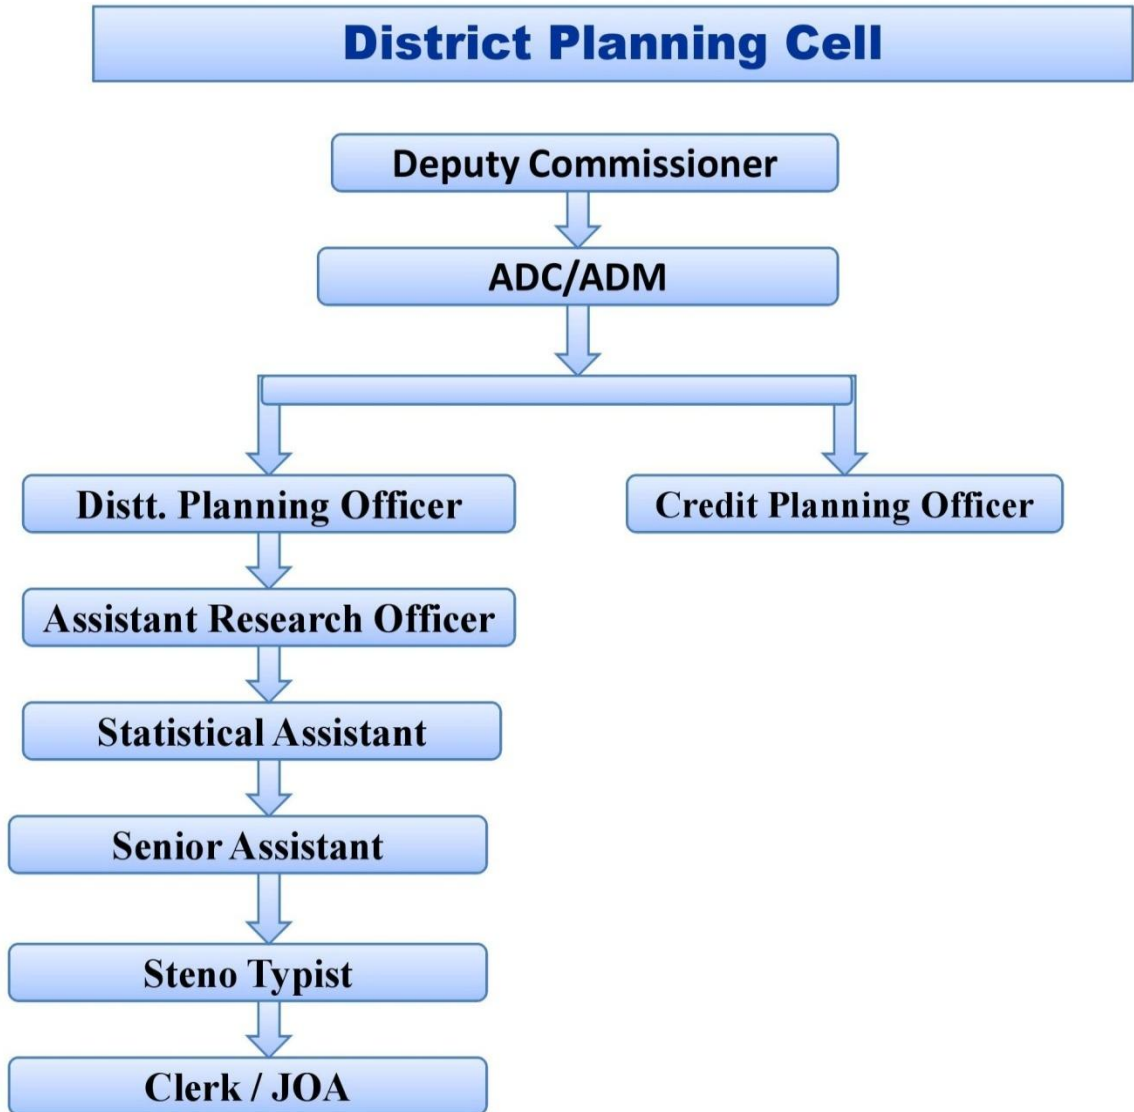 District Planning Cell
Deputy Commissioner
ADC/ADM
Distt. Planning Officer
Credit Planning Officer
Assistant Research Officer
Statistical Assistant
Senior Assistant
Steno Typist
Clerk / JOA